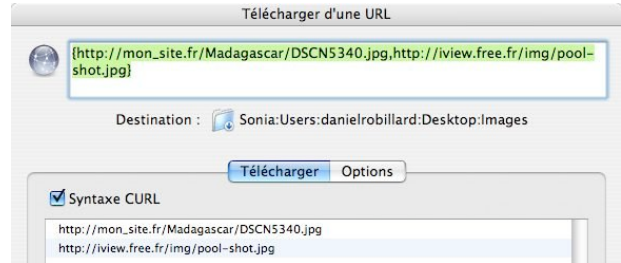 Télécharger d'une URL
{http://mon_site.fr/Madagascar/DSCN5340.jpg,http://iview.free.fr/img/pool-
shot.jpg}
Destination : Sonia:Users:danielrobillard:Desktop:Images
Télécharger Options
Syntaxe CURL
http://mon_site.fr/Madagascar/DSCN5340.jpg
http://iview.free.fr/img/pool-shot.jpg